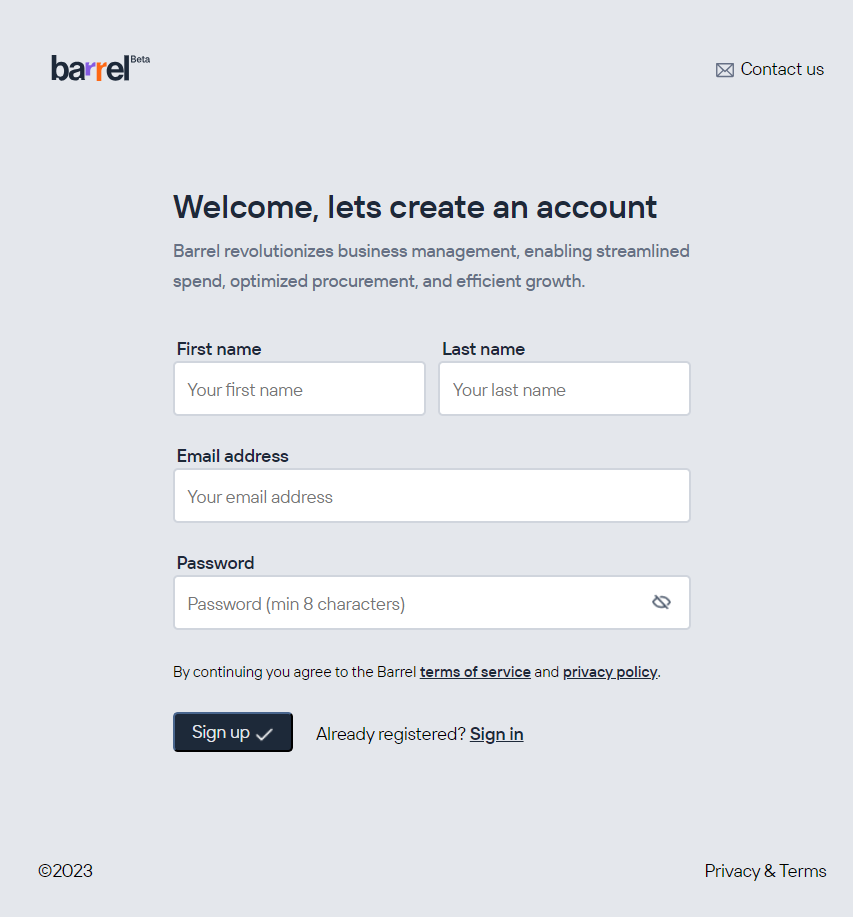 barrel Beta
Contact us
Welcome, lets create an account
Barrel revolutionizes business management, enabling streamlined
spend, optimized procurement, and efficient growth.
First name
Last name
Your first name
Your last name
Email address
Your email address
Password
Password (min 8 characters)
By continuing you agree to the Barrel terms of service and privacy policy.
Sign up
Already registered? Sign in
©2023
Privacy & Terms